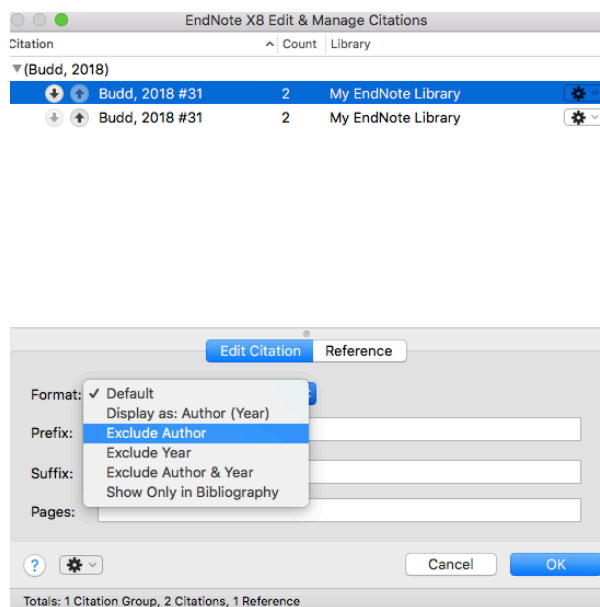 EndNote X8 Edit & Manage Citations
Citation Count Library
(Budd, 2018)
Budd, 2018 #31 2 My EndNote Library
Budd, 2018 #31 2 My EndNote Library
Edit Citation Reference
Format: ✓ Default
Display as: Author (Year)
Prefix: Exclude Author
Exclude Year
Suffix: Exclude Author & Year
Show Only in Bibliography
Pages:
? Cancel OK
Totals: 1 Citation Group, 2 Citations, 1 Reference